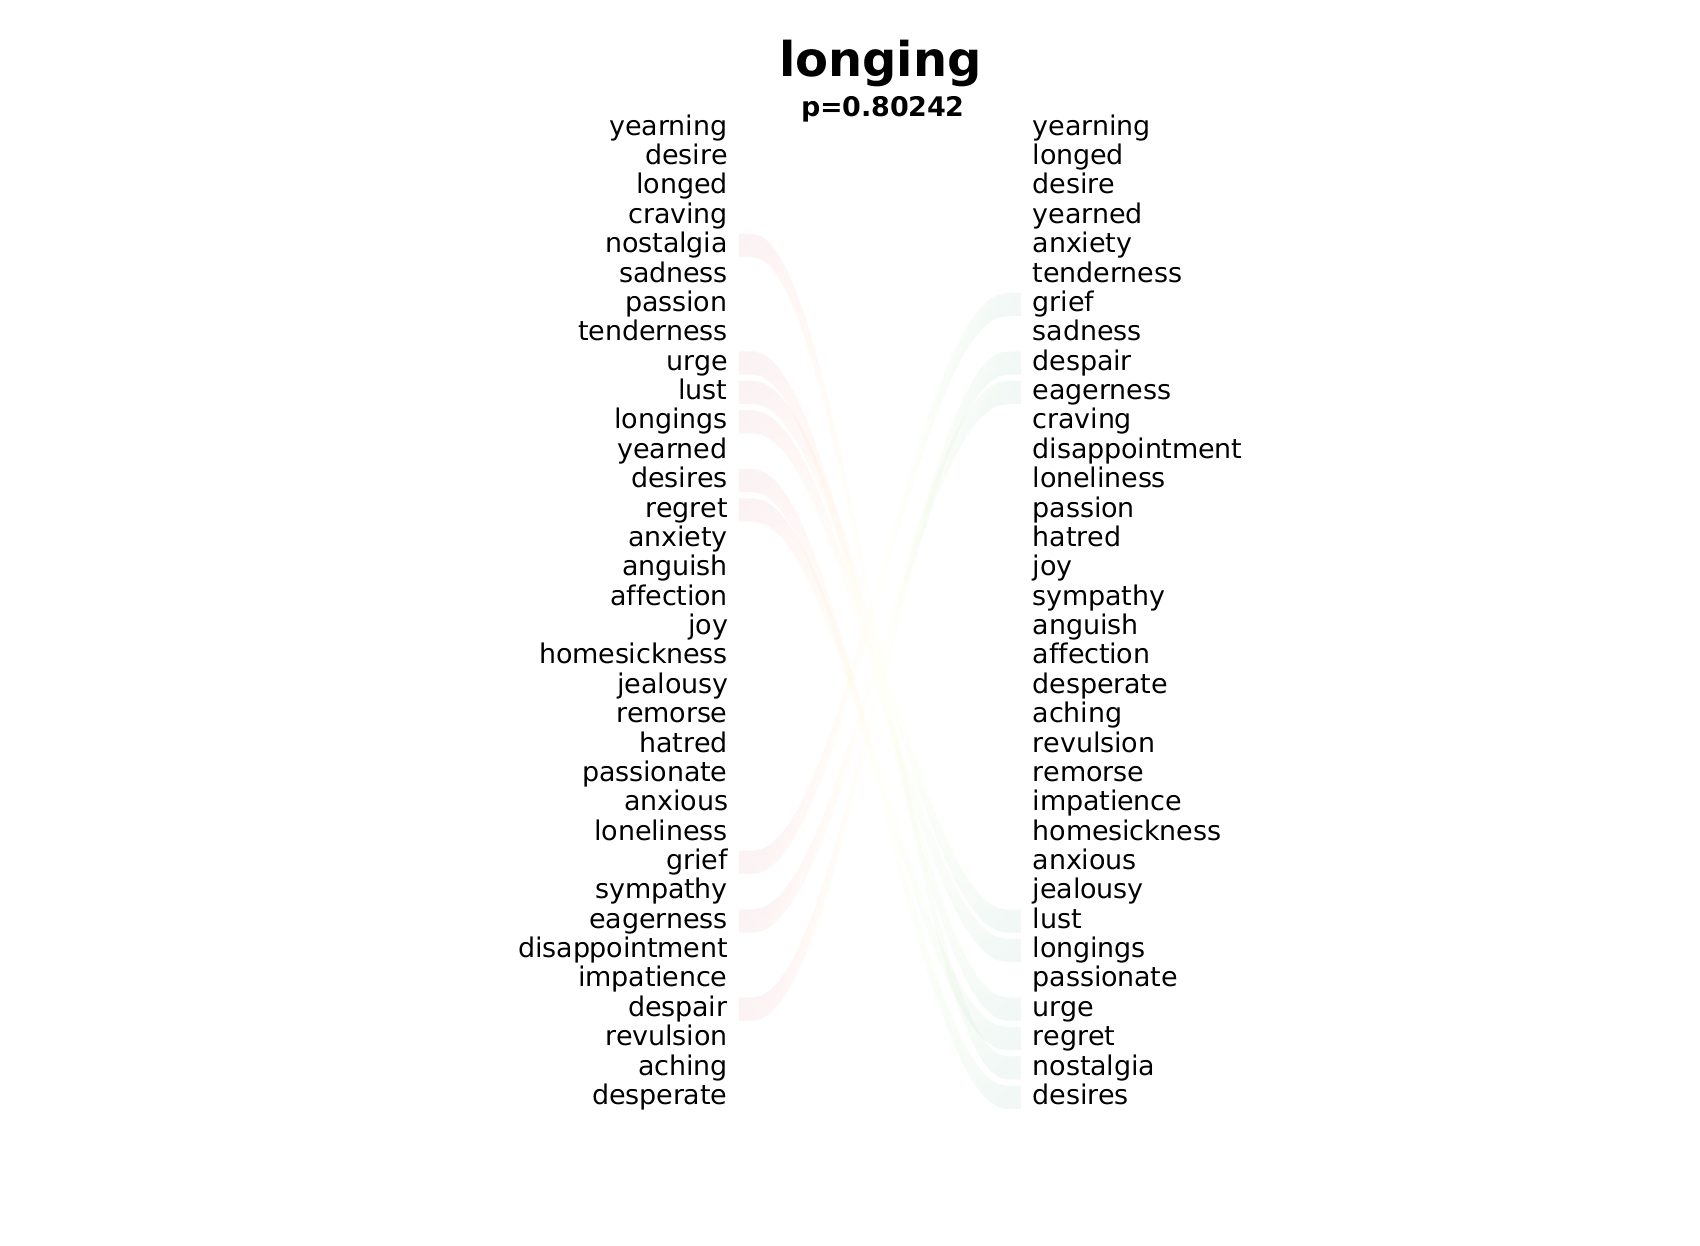 longing
p=0.80242
yearning
desire
longed
craving
nostalgia
sadness
passion
tenderness
urge
lust
longings
yearned
desires
regret
anxiety
anguish
affection
joy
homesickness
jealousy
remorse
hatred
passionate
anxious
loneliness
grief
sympathy
eagerness
disappointment
impatience
despair
revulsion
aching
desperate
yearning
longed
desire
yearned
anxiety
tenderness
grief
sadness
despair
eagerness
craving
disappointment
loneliness
passion
hatred
joy
sympathy
anguish
affection
desperate
aching
revulsion
remorse
impatience
homesickness
anxious
jealousy
lust
longings
passionate
urge
regret
nostalgia
desires